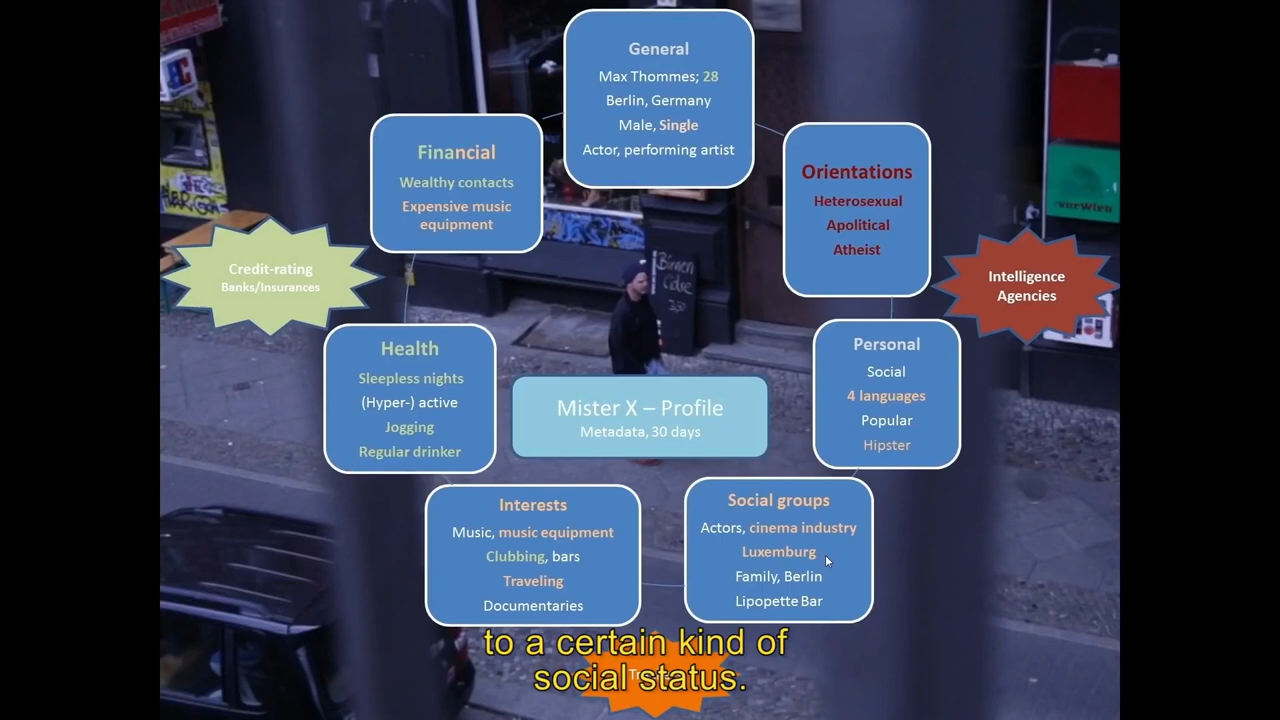 General
Max Thommes; 28
Berlin, Germany
Male, Single
Actor, performing artist
Financial
Wealthy contacts
Expensive music
equipment
Orientations
Heterosexual
Apolitical
Atheist
Credit-rating
Banks/Insurances
Intelligence
Agencies
Health
Sleepless nights
(Hyper-) active
Jogging
Regular drinker
Mister X – Profile
Metadata, 30 days
Personal
Social
4 languages
Popular
Hipster
Interests
Music, music equipment
Clubbing, bars
Traveling
Documentaries
Social groups
Actors, cinema industry
Luxemburg
Family, Berlin
Lipopette Bar
to a certain kind of
social status.